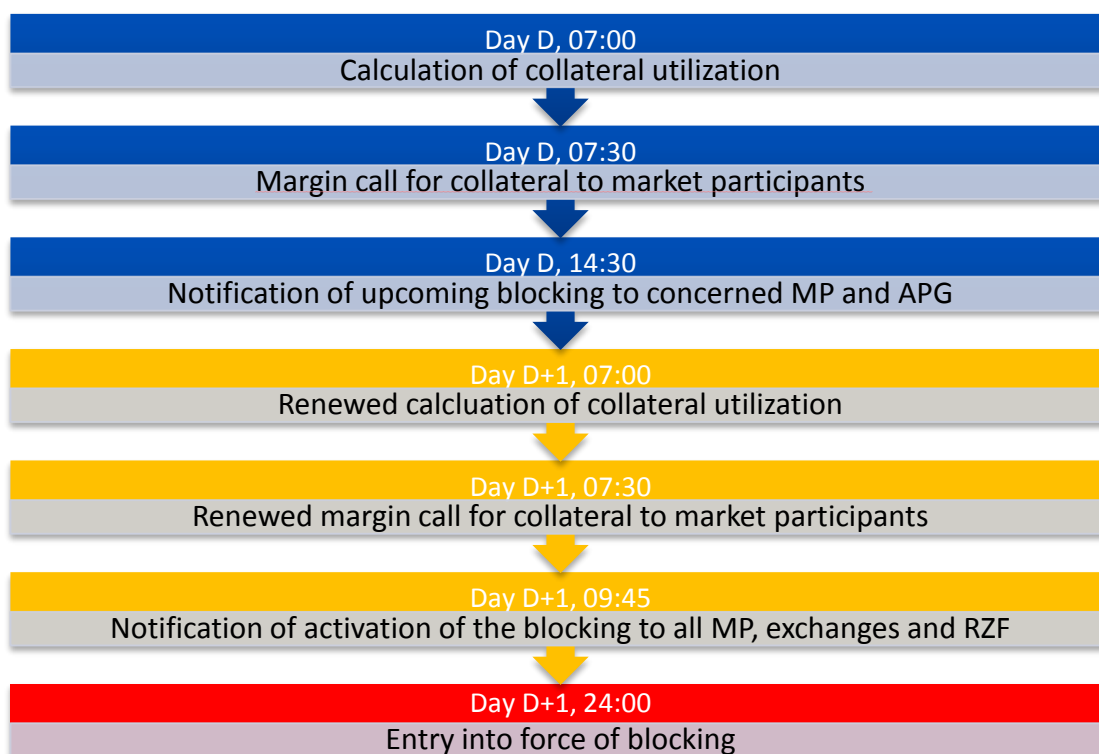 Day D, 07:00
Calculation of collateral utilization
Day D, 07:30
Margin call for collateral to market participants
Day D, 14:30
Notification of upcoming blocking to concerned MP and APG
Day D+1, 07:00
Renewed calcluation of collateral utilization
Day D+1, 07:30
Renewed margin call for collateral to market participants
Day D+1, 09:45
Notification of activation of the blocking to all MP, exchanges and RZF
Day D+1, 24:00
Entry into force of blocking